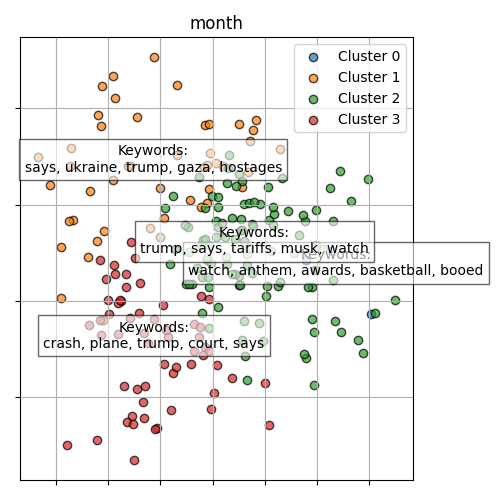 month
Cluster 0
Cluster 1
Cluster 2
Cluster 3
Keywords:
says, ukraine, trump, gaza, hostages
Keywords:
trump, says, tariffs, musk, watch
Keywords:
watch, anthem, awards, basketball, booed
Keywords:
crash, plane, trump, court, says